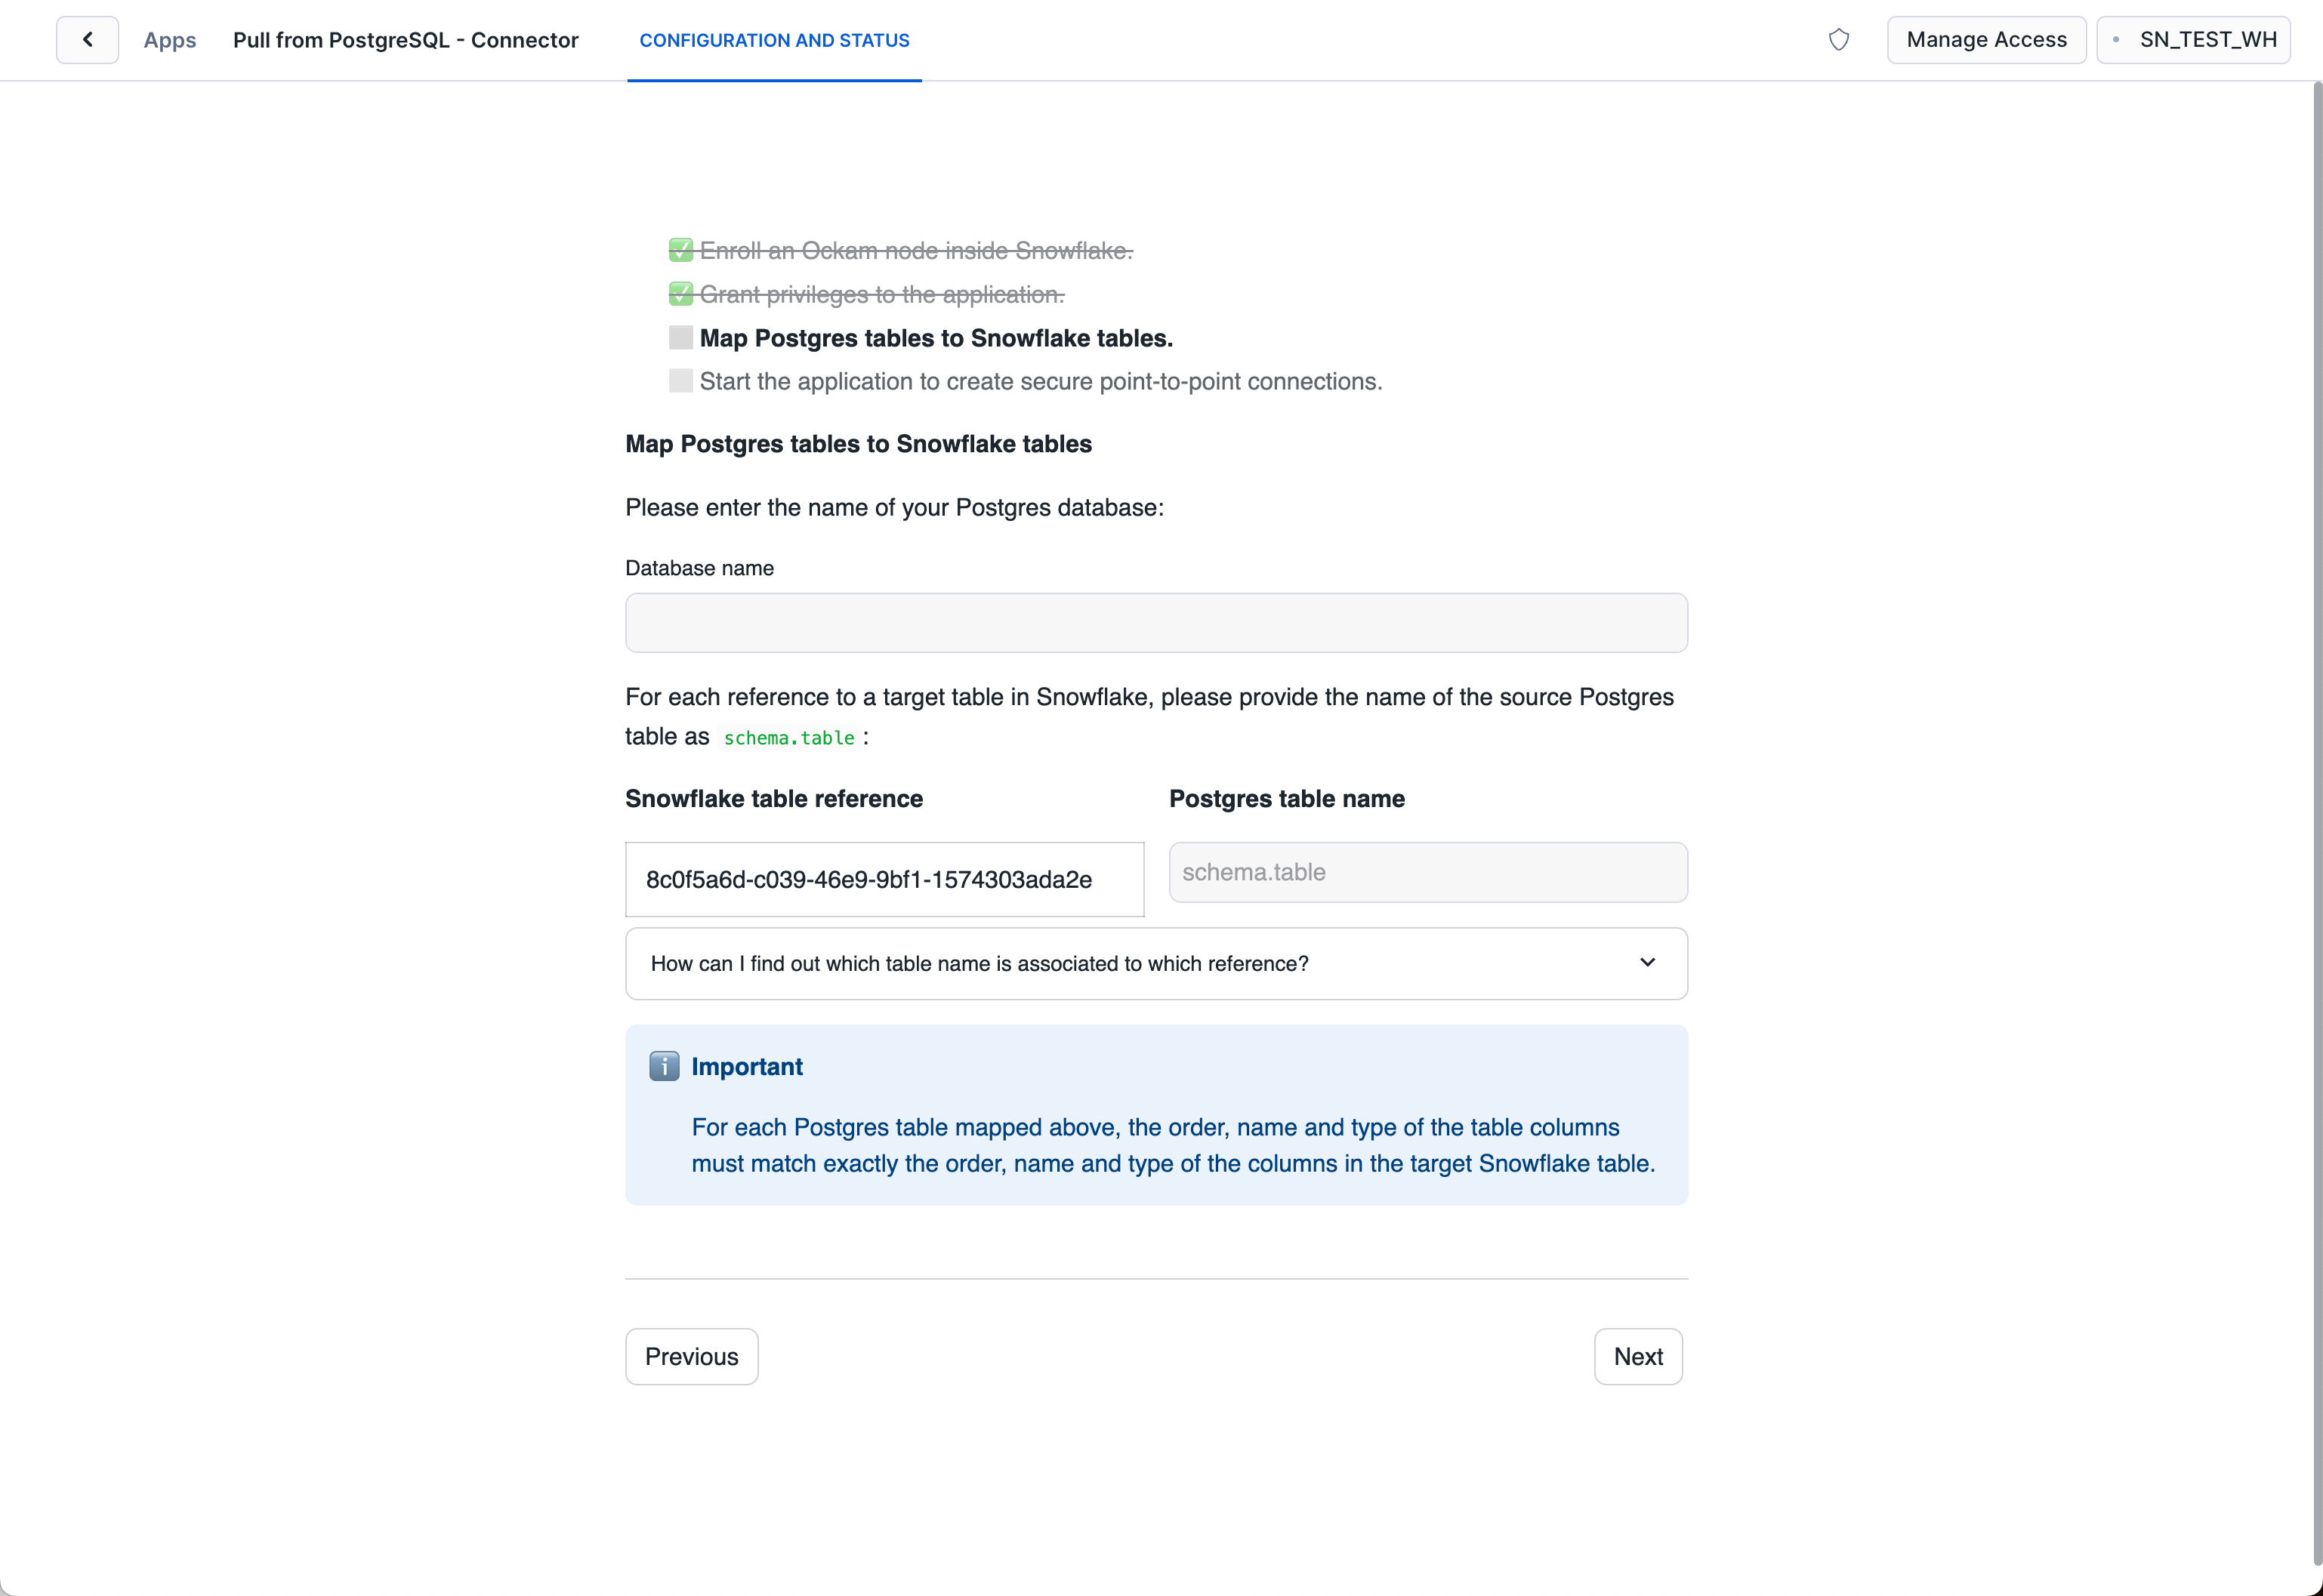 Apps
Pull from PostgreSQL - Connector
CONFIGURATION AND STATUS
Manage Access
SN_TEST_WH
Enroll an Ockam node inside Snowflake.
Grant privileges to the application.
Map Postgres tables to Snowflake tables.
Start the application to create secure point-to-point connections.
Map Postgres tables to Snowflake tables
Please enter the name of your Postgres database:
Database name
For each reference to a target table in Snowflake, please provide the name of the source Postgres
table as schema.table :
Snowflake table reference
Postgres table name
8c0f5a6d-c039-46e9-9bf1-1574303ada2e
schema.table
How can I find out which table name is associated to which reference?
Important
For each Postgres table mapped above, the order, name and type of the table columns
must match exactly the order, name and type of the columns in the target Snowflake table.
Previous
Next